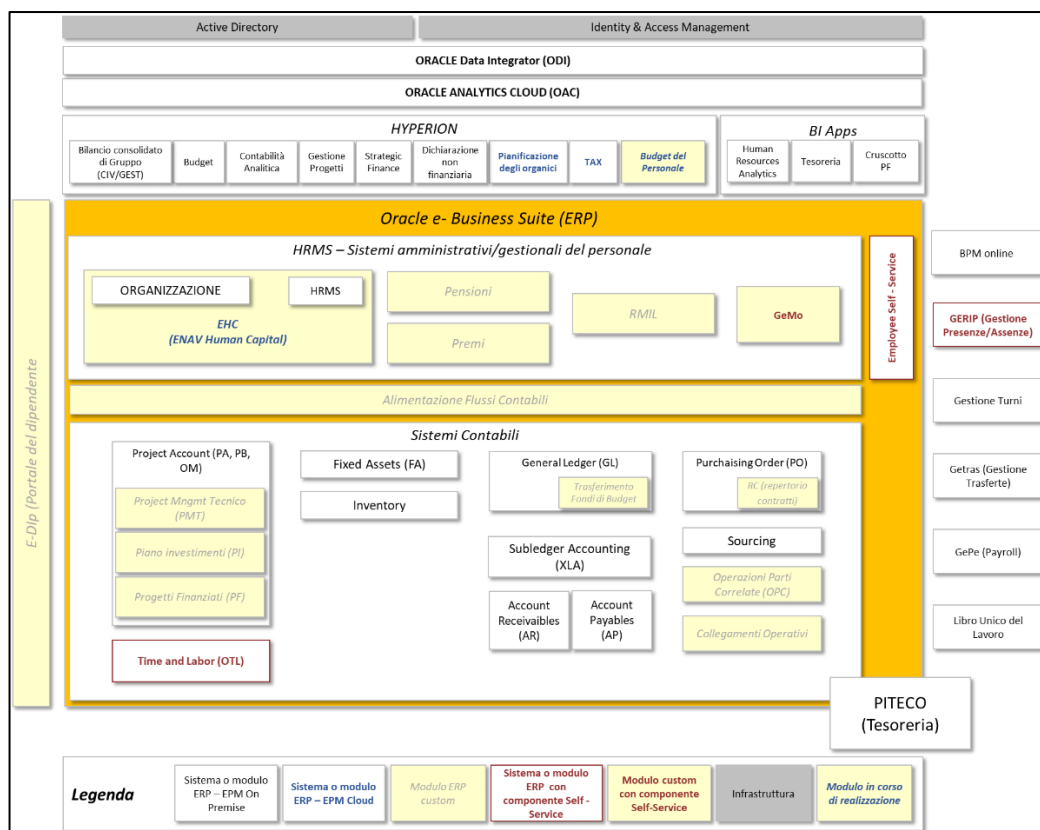 Active Directory
Identity & Access Management
ORACLE Data Integrator (ODI)
ORACLE ANALYTICS CLOUD (OAC)
HYPERION
Bilancio consolidato
di Gruppo
(CIV/GEST)
Budget
Contabilità
Analitica
Gestione
Progetti
Strategic
Finance
Dichiarazione
non
finanziaria
Pianificazione
degli organici
TAX
Budget del
Personale
BI Apps
Human
Resources
Analytics
Tesoreria
Cruscotto
PF
E-DIp (Portale del dipendente)
Oracle e- Business Suite (ERP)
HRMS – Sistemi amministrativi/gestionali del personale
ORGANIZZAZIONE
HRMS
EHC
(ENAV Human Capital)
Pensioni
Premi
RMIL
GeMo
Employee Self - Service
Alimentazione Flussi Contabili
Sistemi Contabili
Project Account (PA, PB,
OM)
Project Mngmt Tecnico
(PMT)
Piano investimenti (PI)
Progetti Finanziati (PF)
Time and Labor (OTL)
Fixed Assets (FA)
Inventory
General Ledger (GL)
Trasferimento
Fondi di Budget
Subledger Accounting
(XLA)
Account
Receivaibles
(AR)
Account
Payables
(AP)
Purchaising Order (PO)
RC (repertorio
contratti)
Sourcing
Operazioni Parti
Correlate (OPC)
Collegamenti Operativi
BPM online
GERIP (Gestione
Presenze/Assenze)
Gestione Turni
Getras (Gestione
Trasferte)
GePe (Payroll)
Libro Unico del
Lavoro
PITECO
(Tesoreria)
Legenda
Sistema o modulo
ERP – EPM On
Premise
Sistema o modulo
ERP – EPM Cloud
Modulo ERP
custom
Sistema o modulo
ERP con
componente Self -
Service
Modulo custom
con componente
Self-Service
Infrastruttura
Modulo in corso
di realizzazione